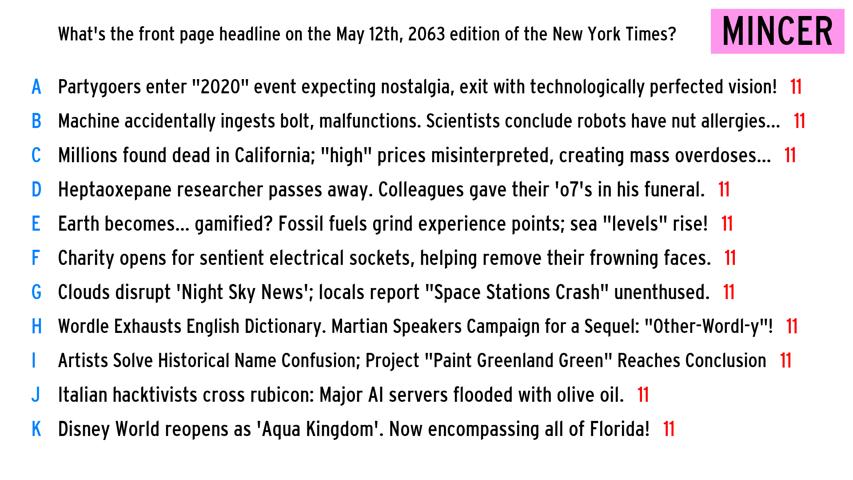 What's the front page headline on the May 12th, 2063 edition of the New York Times?
MINCER
A Partygoers enter "2020" event expecting nostalgia, exit with technologically perfected vision! 11
B Machine accidentally ingests bolt, malfunctions. Scientists conclude robots have nut allergies... 11
C Millions found dead in California; "high" prices misinterpreted, creating mass overdoses... 11
D Heptaoxepane researcher passes away. Colleagues gave their 'o7's in his funeral. 11
E Earth becomes... gamified? Fossil fuels grind experience points; sea "levels" rise! 11
F Charity opens for sentient electrical sockets, helping remove their frowning faces. 11
G Clouds disrupt 'Night Sky News'; locals report "Space Stations Crash" unenthused. 11
H Wordle Exhausts English Dictionary. Martian Speakers Campaign for a Sequel: "Other-Wordl-y"! 11
I Artists Solve Historical Name Confusion; Project "Paint Greenland Green" Reaches Conclusion 11
J Italian hacktivists cross rubicon: Major AI servers flooded with olive oil. 11
K Disney World reopens as 'Aqua Kingdom'. Now encompassing all of Florida! 11